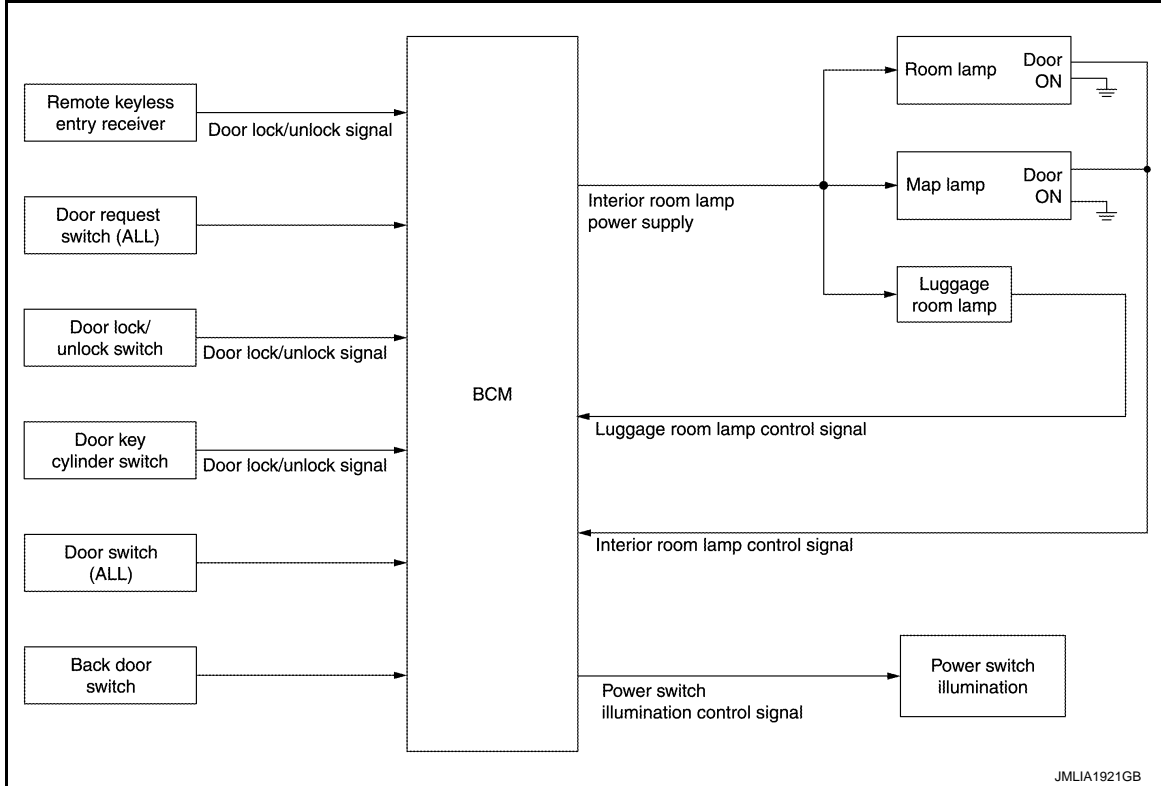 Remote keyless
entry receiver
Door lock/unlock signal
Door request
switch (ALL)
Door lock/
unlock switch
Door lock/unlock signal
Door key
cylinder switch
Door lock/unlock signal
Door switch
(ALL)
Back door
switch
BCM
Interior room lamp
power supply
Room lamp
Door
ON
Map lamp
Door
ON
Luggage
room lamp
Luggage room lamp control signal
Interior room lamp control signal
Power switch
illumination control signal
Power switch
illumination
JMLIA1921GB